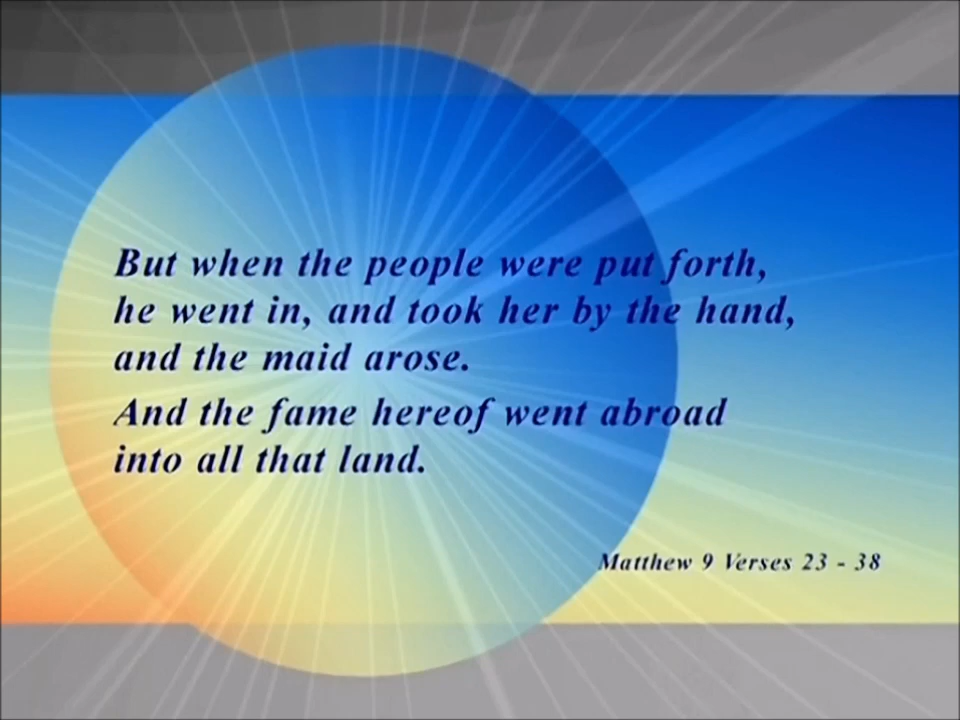 But when the people were put forth,
he went in, and took her by the hand,
and the maid arose.
And the fame hereof went abroad
into all that land.
Matthew 9 Verses 23 - 38